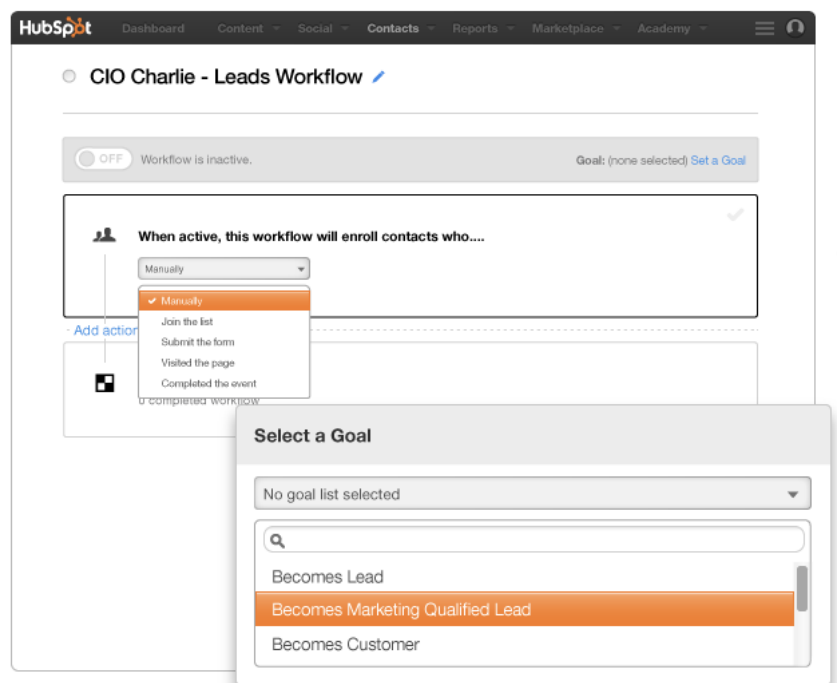 HubSpot Dashboard Content Social Contacts Reports Marketplace Academy
CIO Charlie - Leads Workflow
OFF Workflow is inactive. Goal: (none selected) Set a Goal
When active, this workflow will enroll contacts who....
Manually
Manually
Join the list
Add action
Submit the form
Visited the page
Completed the event
0 completed workflow
Select a Goal
No goal list selected
Becomes Lead
Becomes Marketing Qualified Lead
Becomes Customer